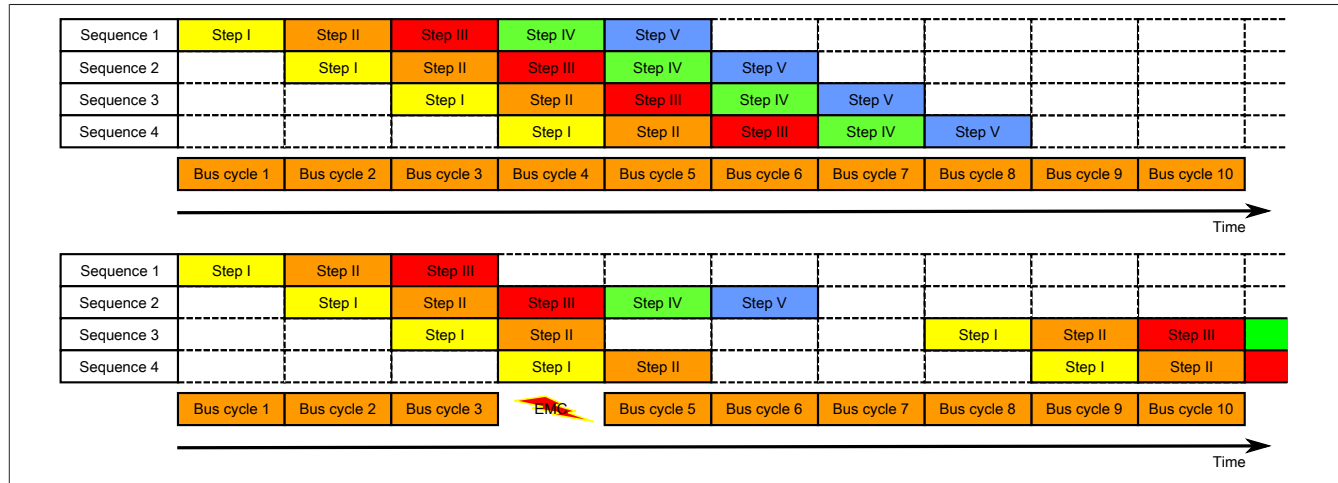 Sequence 1 Step I Step II Step III Step IV Step V
Sequence 2 Step I Step II Step III Step IV Step V
Sequence 3 Step I Step II Step III Step IV Step V
Sequence 4 Step I Step II Step III Step IV Step V
Bus cycle 1 Bus cycle 2 Bus cycle 3 Bus cycle 4 Bus cycle 5 Bus cycle 6 Bus cycle 7 Bus cycle 8 Bus cycle 9 Bus cycle 10
Time
Sequence 1 Step I Step II Step III
Sequence 2 Step I Step II Step III Step IV Step V
Sequence 3 Step I Step II Step I Step II Step III
Sequence 4 Step I Step II Step I Step II
Bus cycle 1 Bus cycle 2 Bus cycle 3 EMC Bus cycle 5 Bus cycle 6 Bus cycle 7 Bus cycle 8 Bus cycle 9 Bus cycle 10
Time